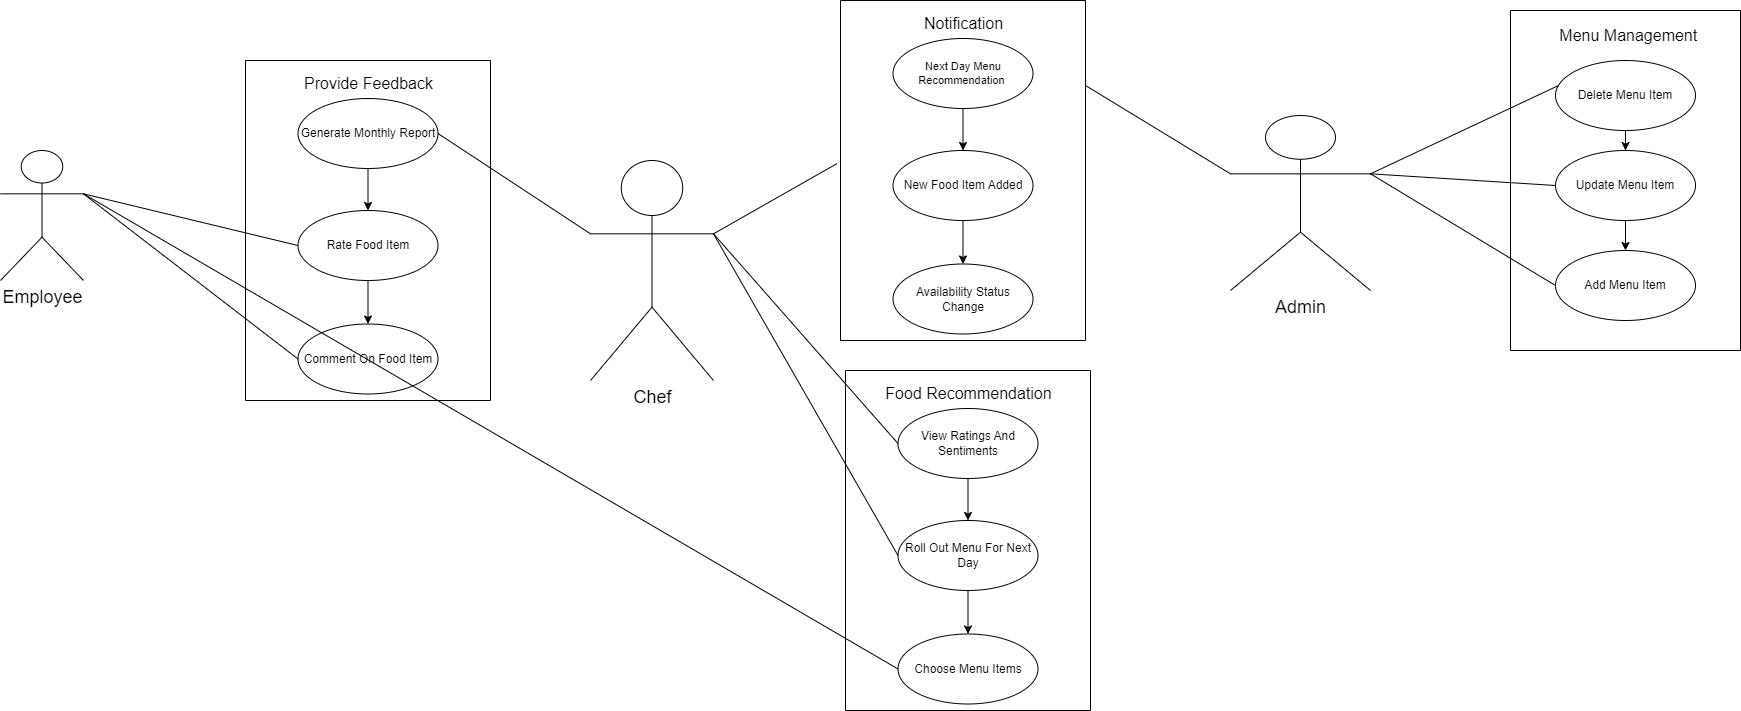 Employee
Provide Feedback
Generate Monthly Report
Rate Food Item
Comment On Food Item
Chef
Notification
Next Day Menu
Recommendation
New Food Item Added
Availability Status
Change
Food Recommendation
View Ratings And
Sentiments
Roll Out Menu For Next
Day
Choose Menu Items
Admin
Menu Management
Delete Menu Item
Update Menu Item
Add Menu Item